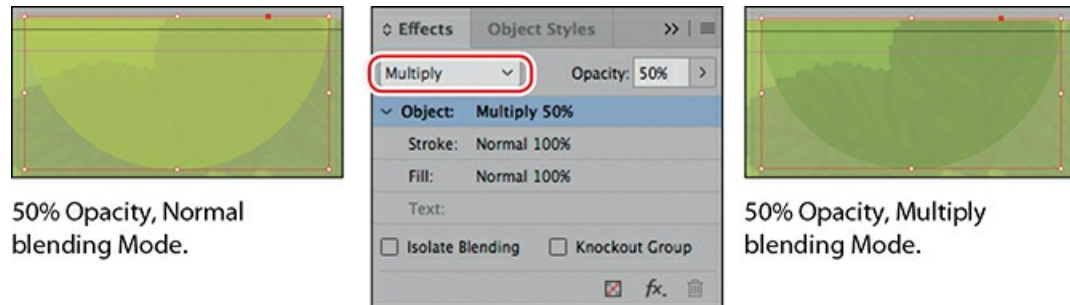 50% Opacity, Normal
blending Mode.
Effects Object Styles
Multiply Opacity: 50%
Object: Multiply 50%
Stroke: Normal 100%
Fill: Normal 100%
Text:
Isolate Blending Knockout Group
fx.
50% Opacity, Multiply
blending Mode.